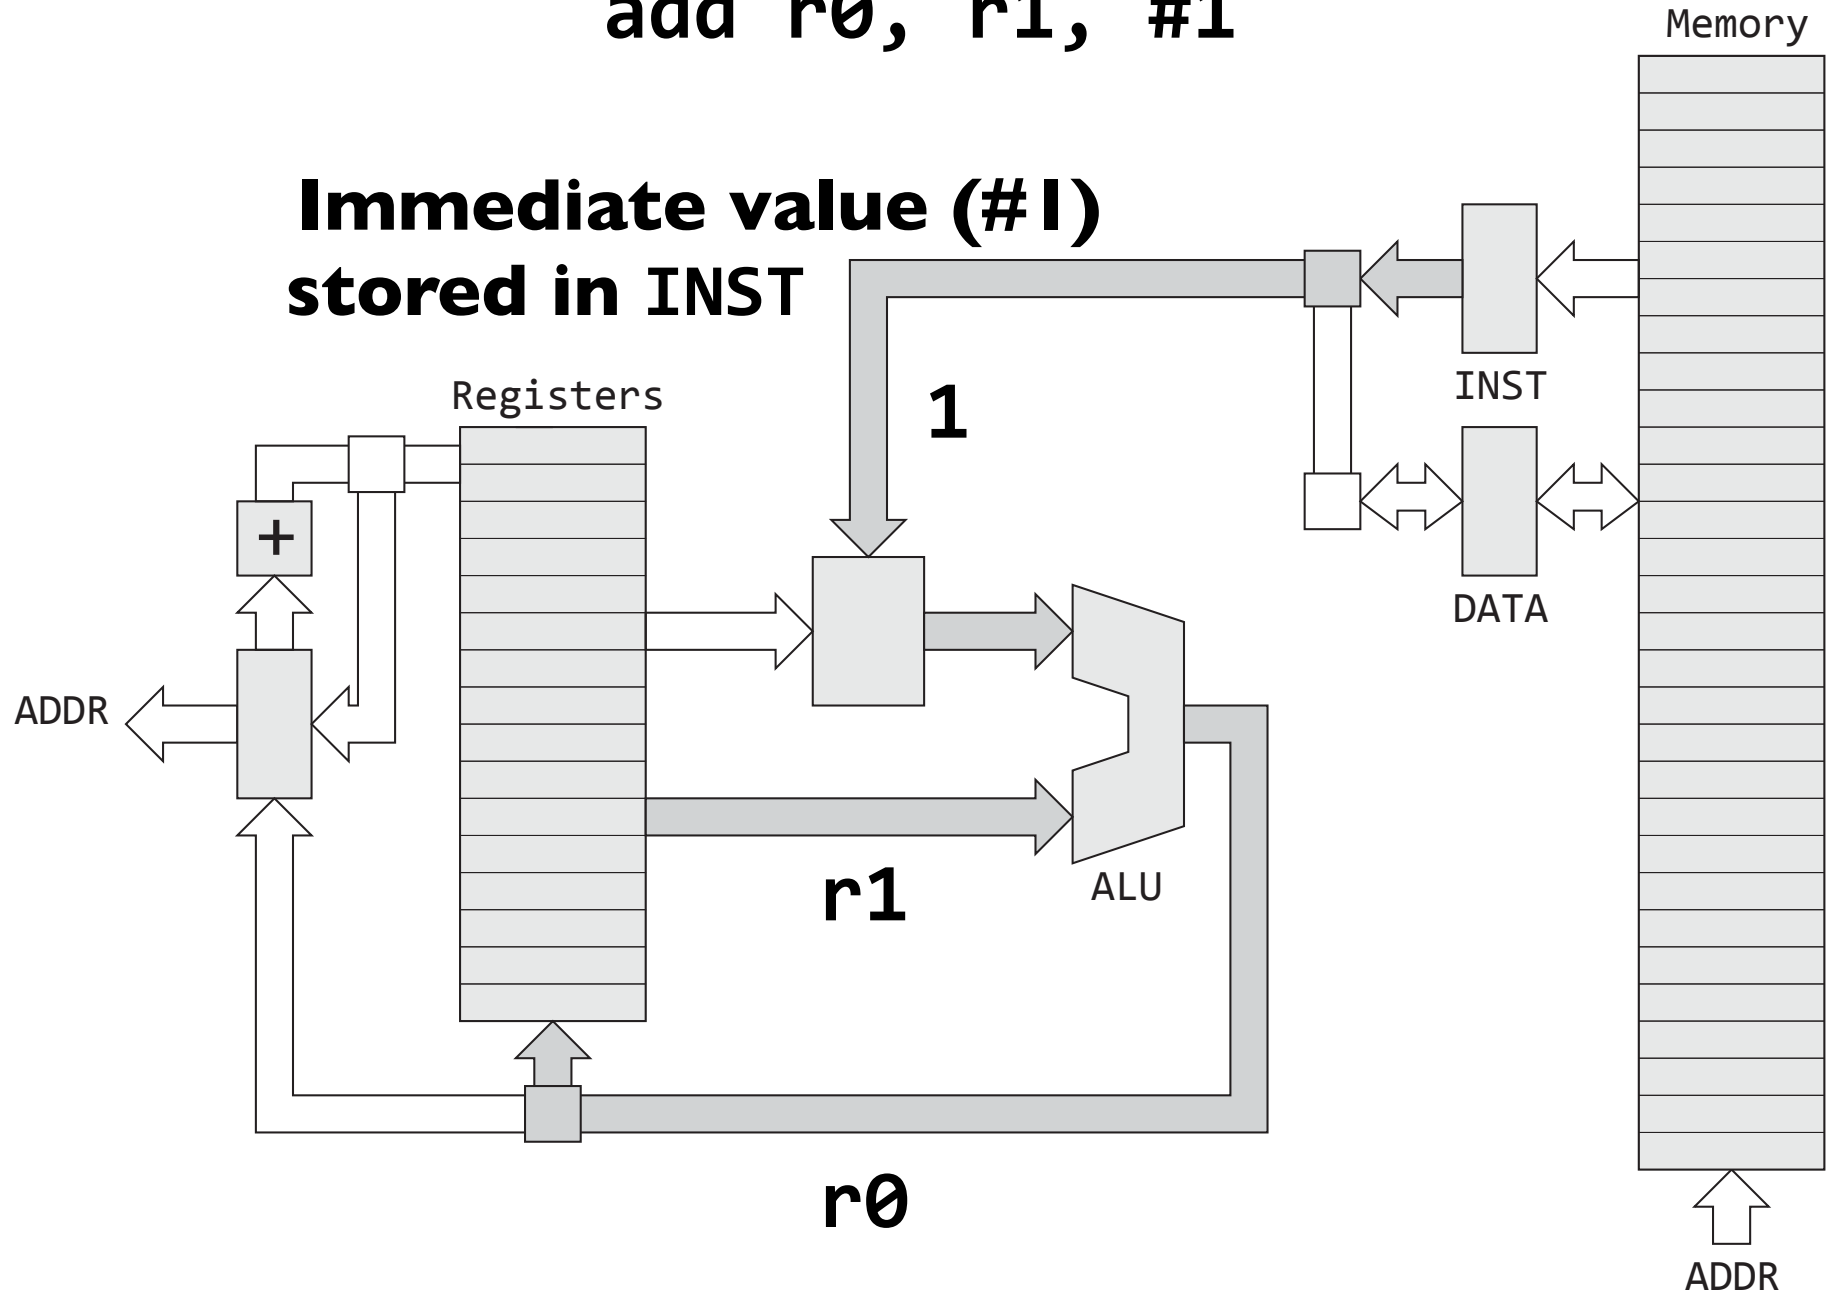 add r0, r1, #1
Memory
Immediate value (#1)
stored in INST
INST
Registers
1
+
DATA
ADDR
r1
ALU
r0
ADDR